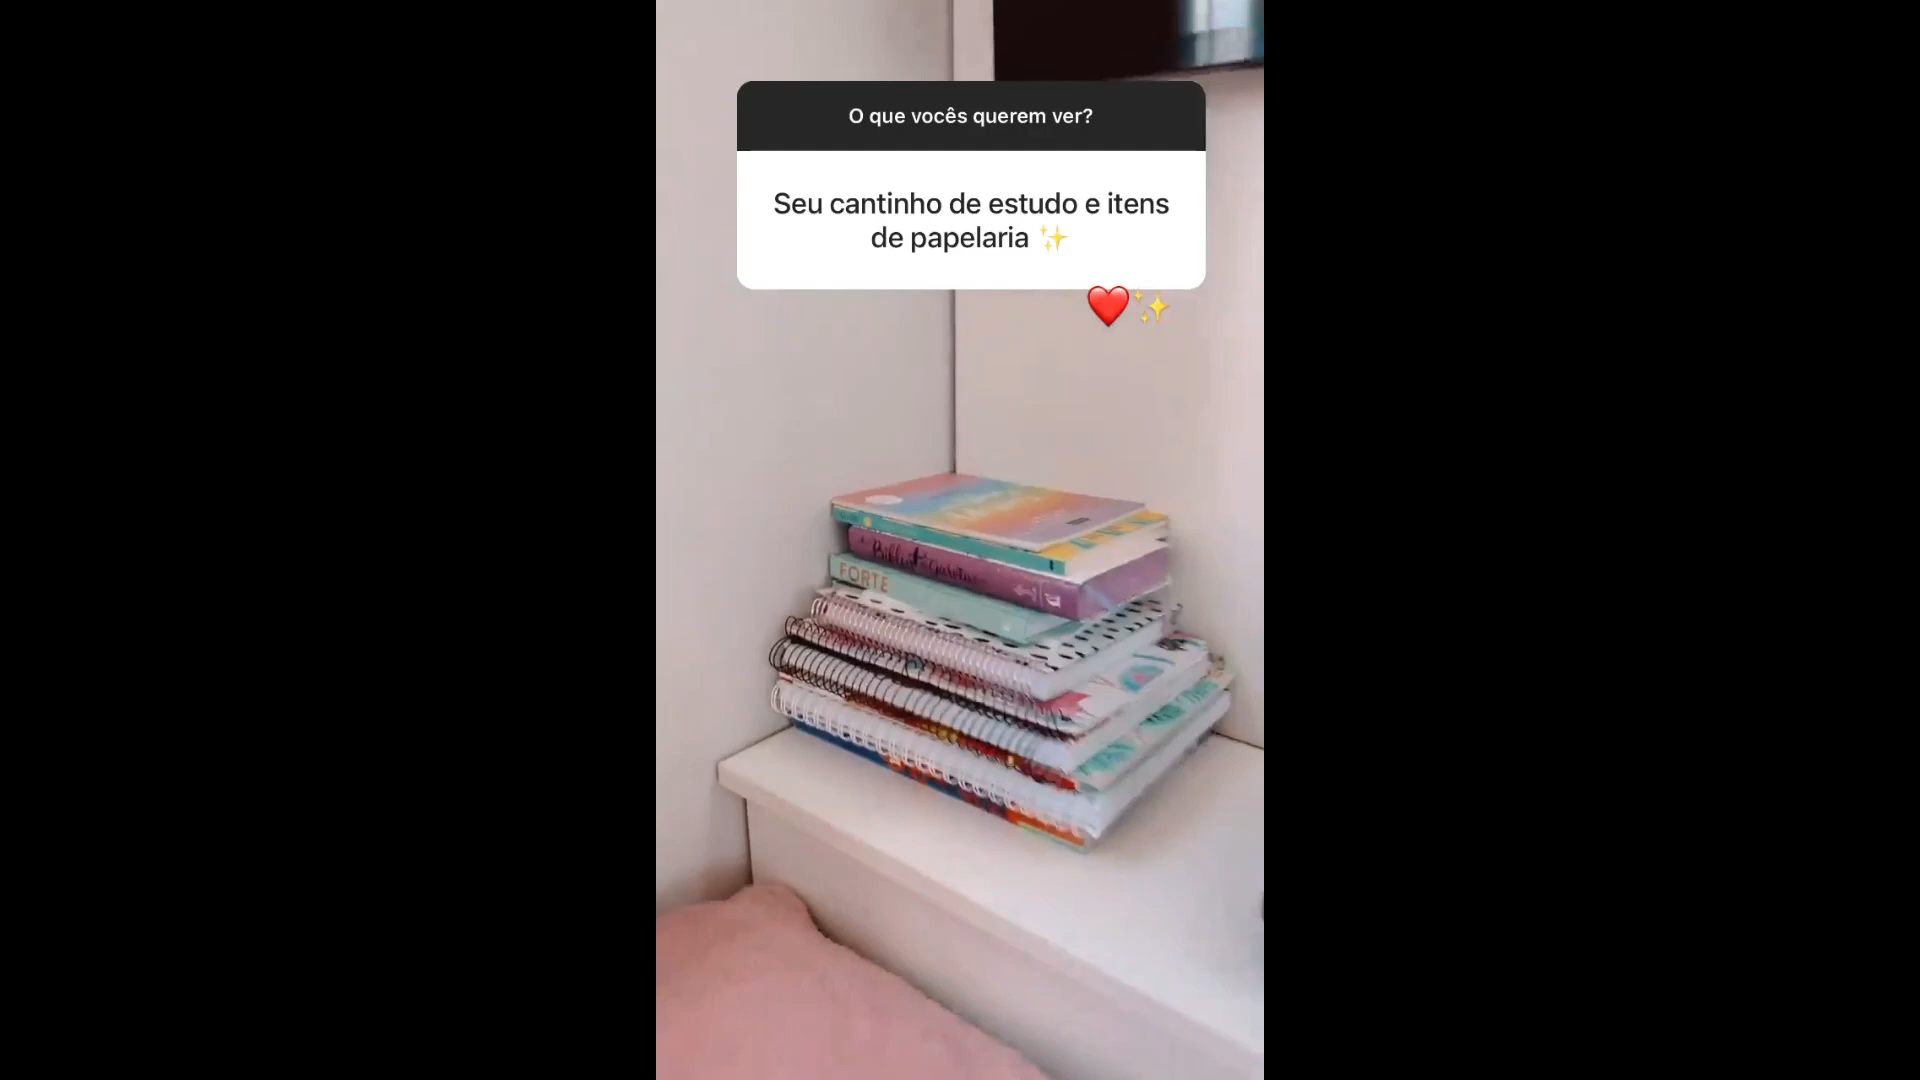 O que vocês querem ver?
Seu cantinho de estudo e itens
de papelaria ✨
❤️✨
FORTE